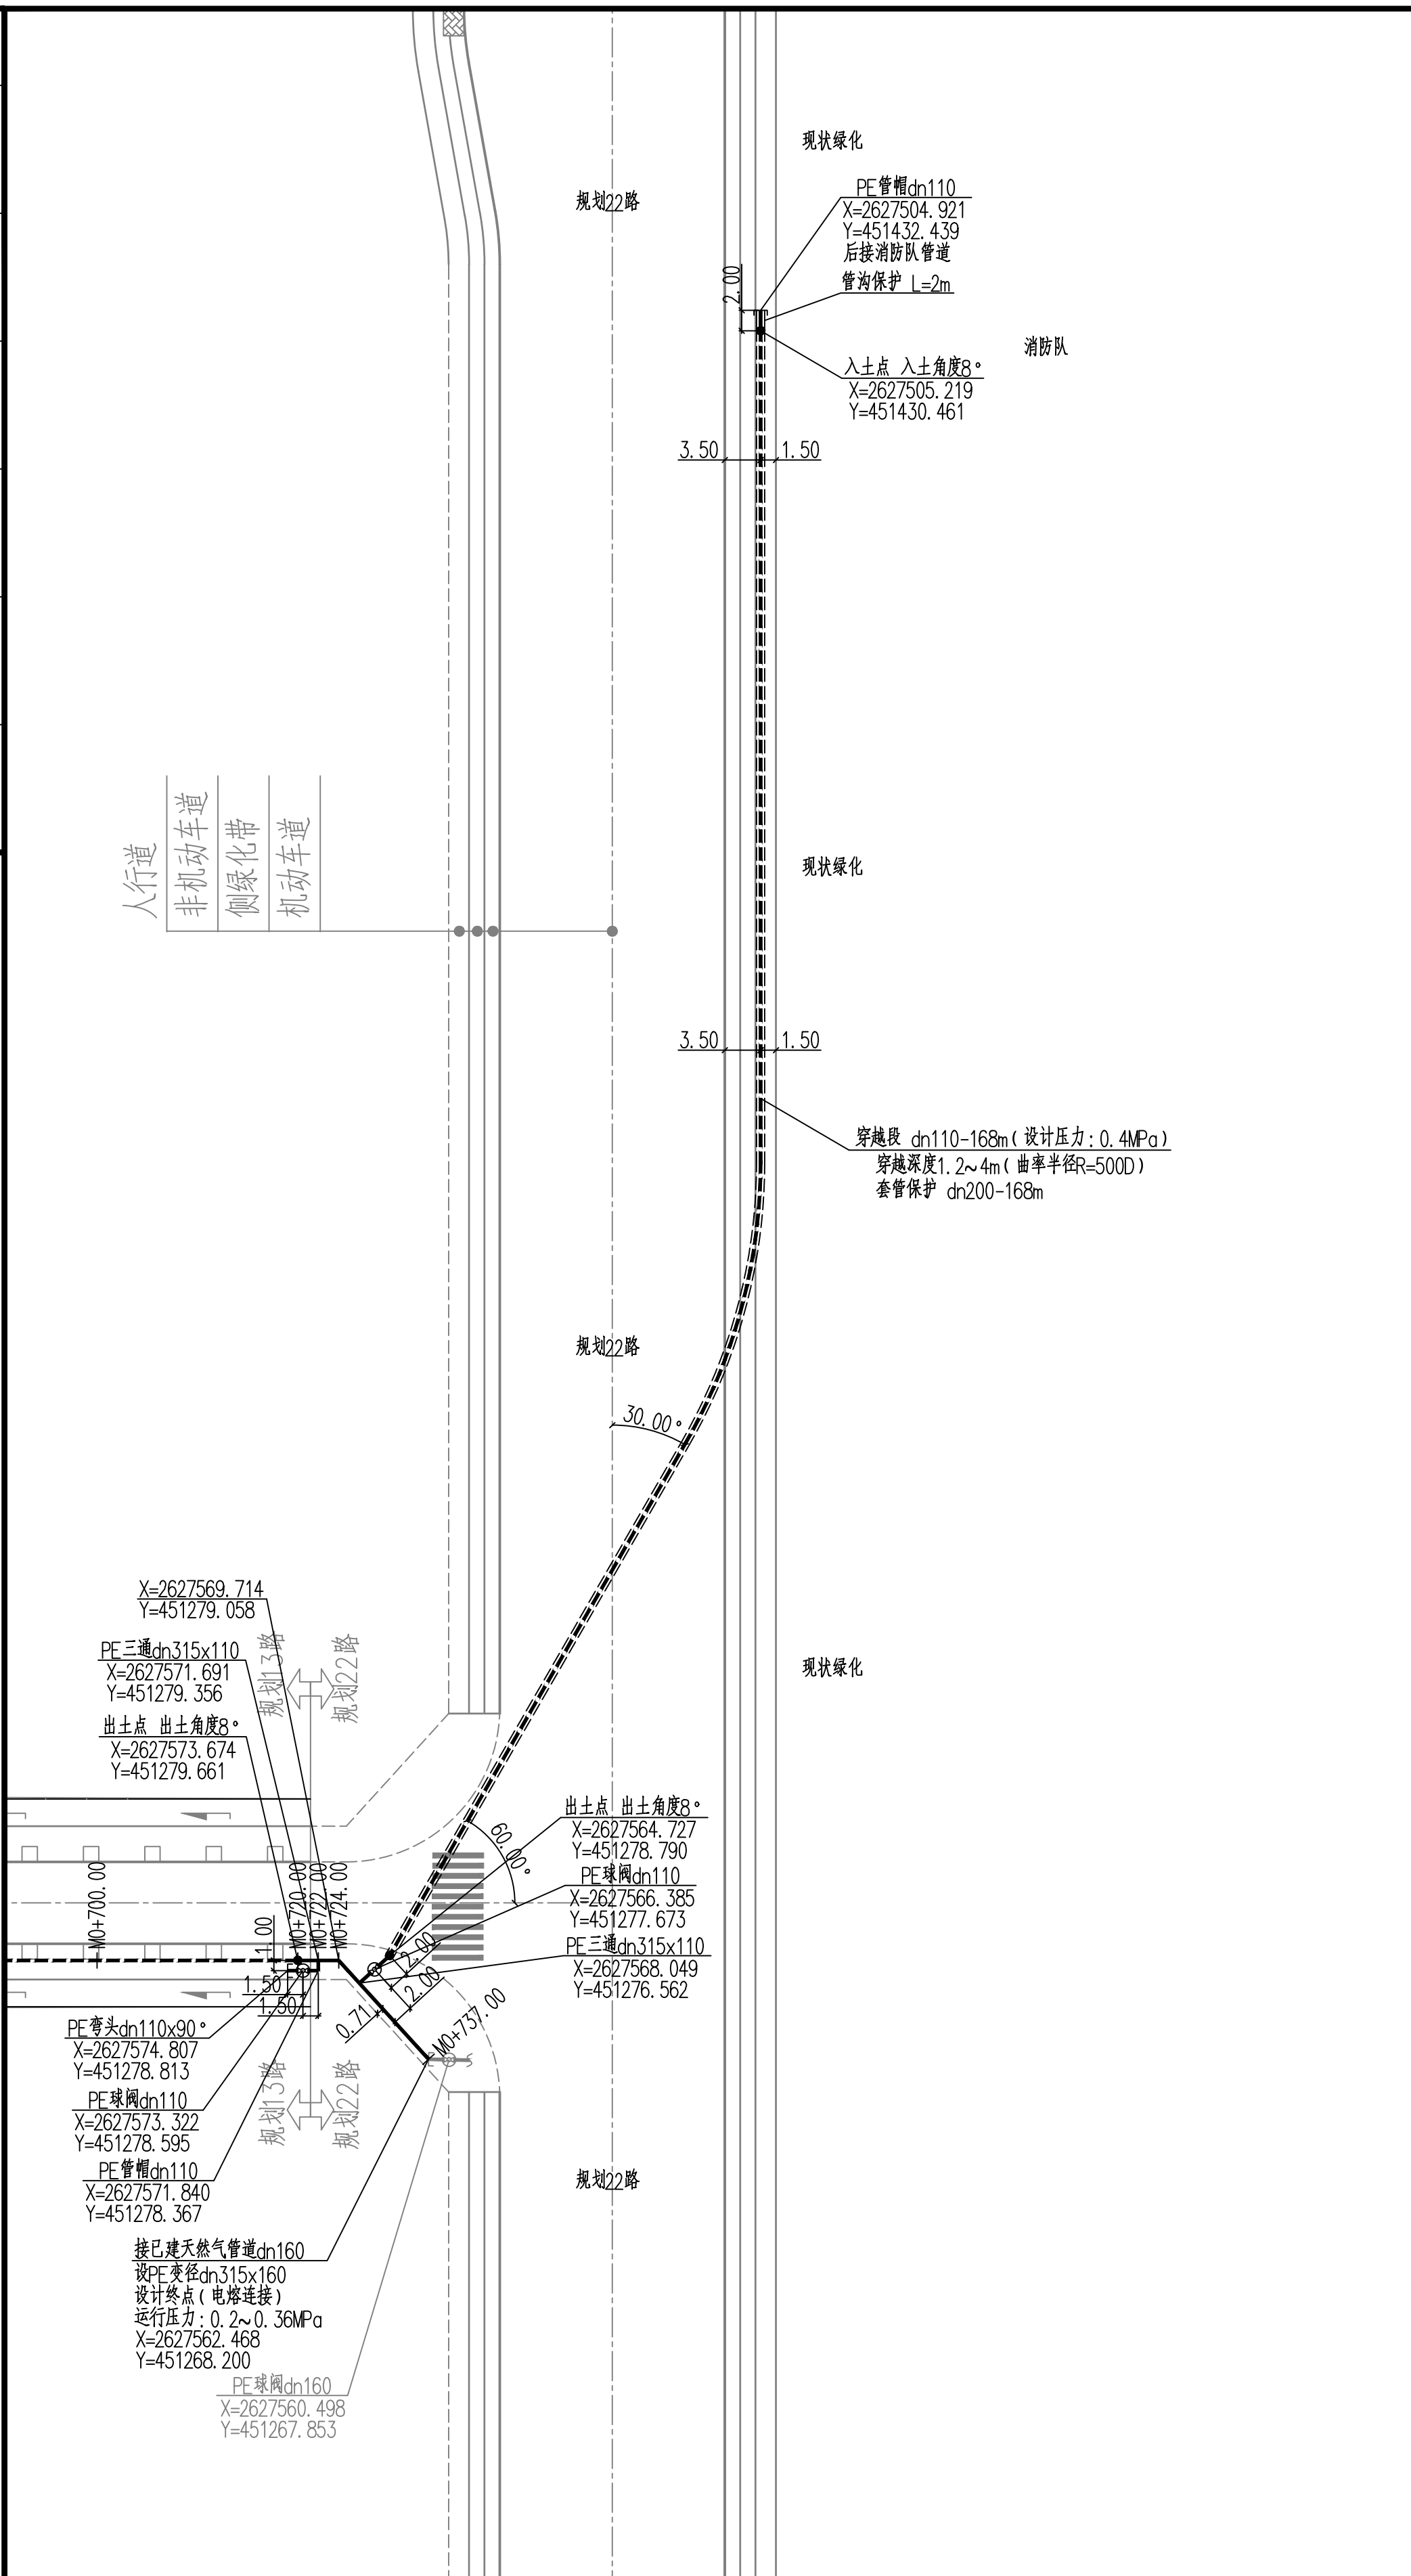 现状绿化
规划22路
PE管帽dn110
X=2627504.921
Y=451432.439
后接消防队管道
管沟保护 L=2m
2.00
消防队
入土点 入土角度8°
X=2627505.219
Y=451430.461
3.50
1.50
人行道
非机动车道
侧绿化带
机动车道
现状绿化
3.50
1.50
穿越段 dn110-168m(设计压力:0.4MPa)
穿越深度1.2~4m(曲率半径R=500D)
套管保护 dn200-168m
规划22路
30.00°
X=2627569.714
Y=451279.058
PE三通dn315x110
X=2627571.691
Y=451279.356
规划13路
规划22路
现状绿化
出土点 出土角度8°
X=2627573.674
Y=451279.661
出土点 出土角度8°
X=2627564.727
Y=451278.790
60.00°
PE球阀dn110
X=2627566.385
Y=451277.673
PE三通dn315x110
X=2627568.049
Y=451276.562
M0+700.00
M0+720.00
M0+722.00
M0+724.00
1.00
2.00
2.00
1.50
1.50
0.71
M0+737.00
PE弯头dn110x90°
X=2627574.807
Y=451278.813
规划13路
规划22路
PE球阀dn110
X=2627573.322
Y=451278.595
PE管帽dn110
X=2627571.840
Y=451278.367
规划22路
接已建天然气管道dn160
设PE变径dn315x160
设计终点(电熔连接)
运行压力:0.2~0.36MPa
X=2627562.468
Y=451268.200
PE球阀dn160
X=2627560.498
Y=451267.853